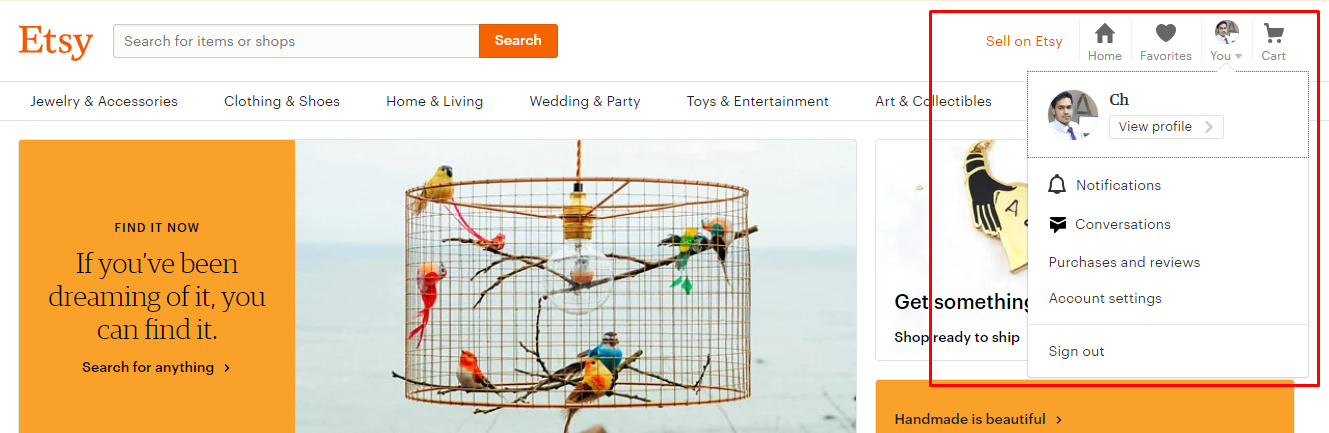 Etsy
Search for items or shops
Search
Sell on Etsy
Home
Favorites
You
Cart
Jewelry & Accessories
Clothing & Shoes
Home & Living
Wedding & Party
Toys & Entertainment
Art & Collectibles
Ch
View profile
Notifications
Conversations
Purchases and reviews
Account settings
Sign out
FIND IT NOW
If you’ve been
dreaming of it, you
can find it.
Search for anything
A
Get something
Shop ready to ship
Handmade is beautiful